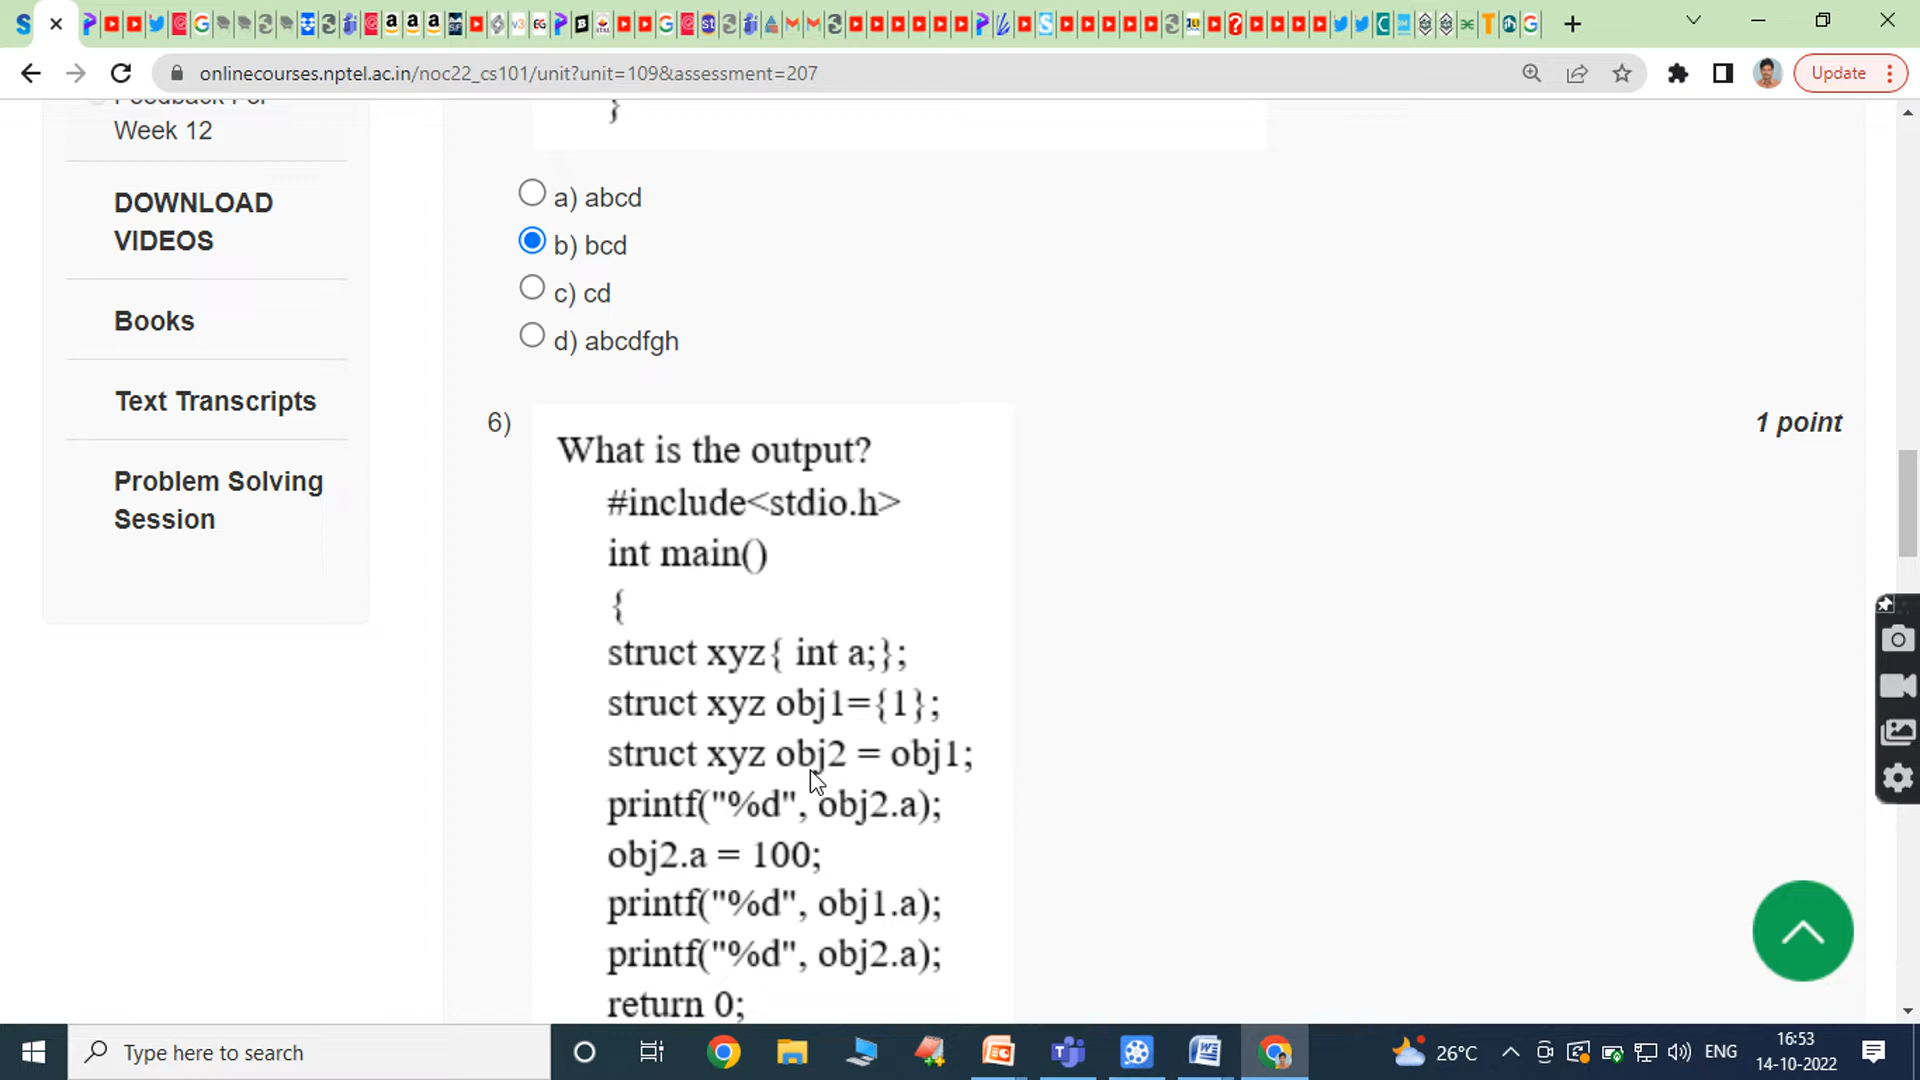 onlinecourses.nptel.ac.in/noc22_cs101/unit?unit=109&assessment=207
Update
Week 12
DOWNLOAD
VIDEOS
Books
Text Transcripts
Problem Solving
Session
}
a) abcd
b) bcd
c) cd
d) abcdfgh
6)
1 point
What is the output?
#include<stdio.h>
int main()
{
struct xyz{ int a;};
struct xyz obj1={1};
struct xyz obj2 = obj1;
printf("%d", obj2.a);
obj2.a = 100;
printf("%d", obj1.a);
printf("%d", obj2.a);
return 0;
Type here to search
26°C
ENG
16:53
14-10-2022